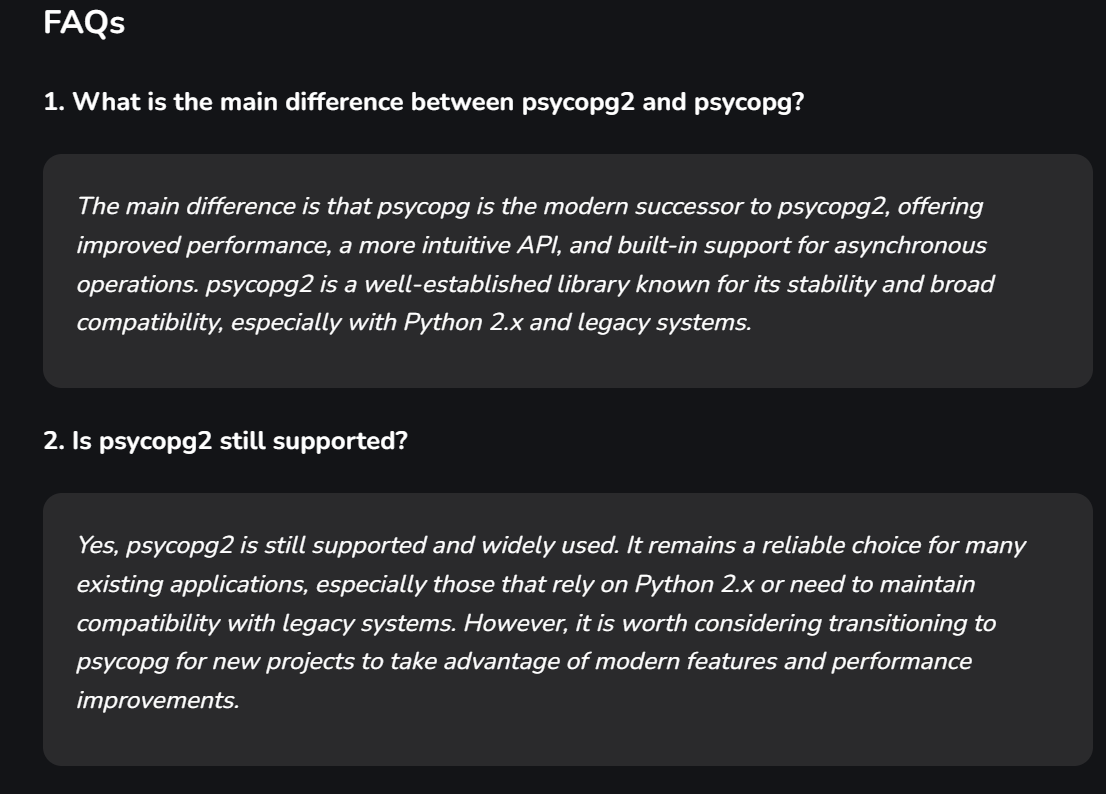 FAQs
1. What is the main difference between psycopg2 and psycopg?
The main difference is that psycopg is the modern successor to psycopg2, offering
improved performance, a more intuitive API, and built-in support for asynchronous
operations. psycopg2 is a well-established library known for its stability and broad
compatibility, especially with Python 2.x and legacy systems.
2. Is psycopg2 still supported?
Yes, psycopg2 is still supported and widely used. It remains a reliable choice for many
existing applications, especially those that rely on Python 2.x or need to maintain
compatibility with legacy systems. However, it is worth considering transitioning to
psycopg for new projects to take advantage of modern features and performance
improvements.